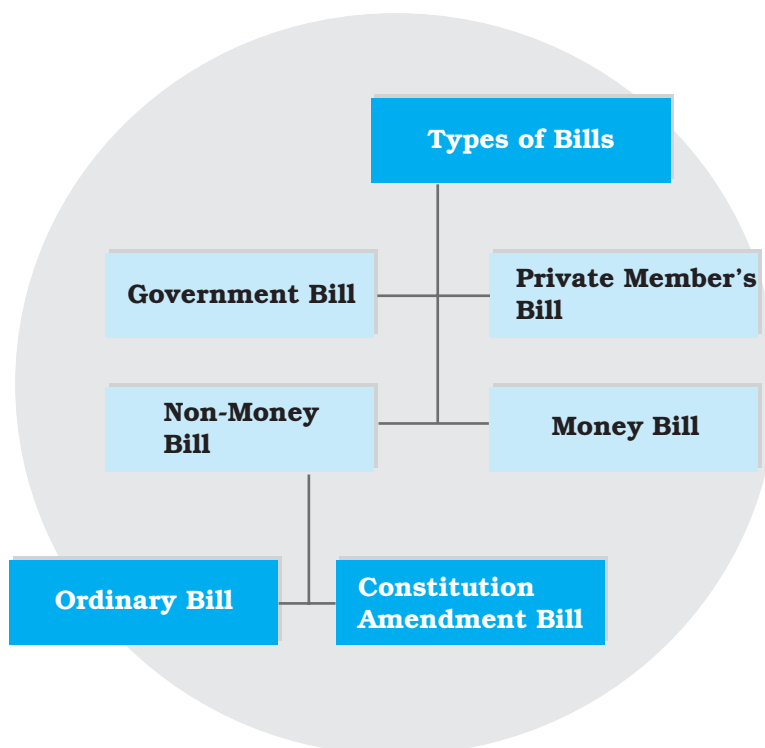 Types of Bills
Government Bill
Private Member's
Bill
Non-Money
Bill
Money Bill
Ordinary Bill
Constitution
Amendment Bill